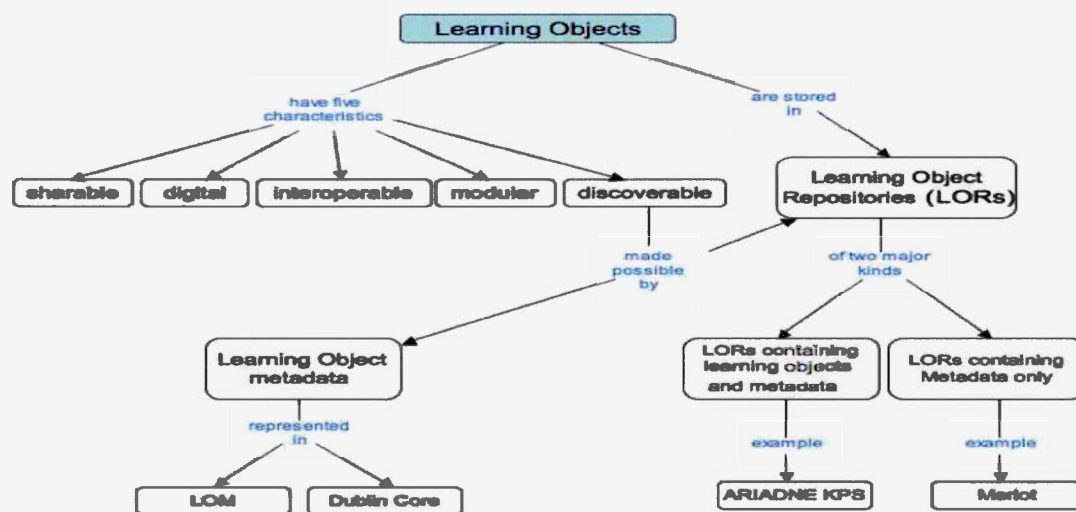 Learning Objects
have five
characteristics
are stored
in
sharable
digital
interoperable
modular
discoverable
Learning Object
Repositories (LORs)
made
possible
by
of two major
kinds
Learning Object
metadata
LORs containing
learning objects
and metadata
LORs containing
Metadata only
represented
in
example
example
LOM
Dublin Core
ARIADNE KPS
Merlot